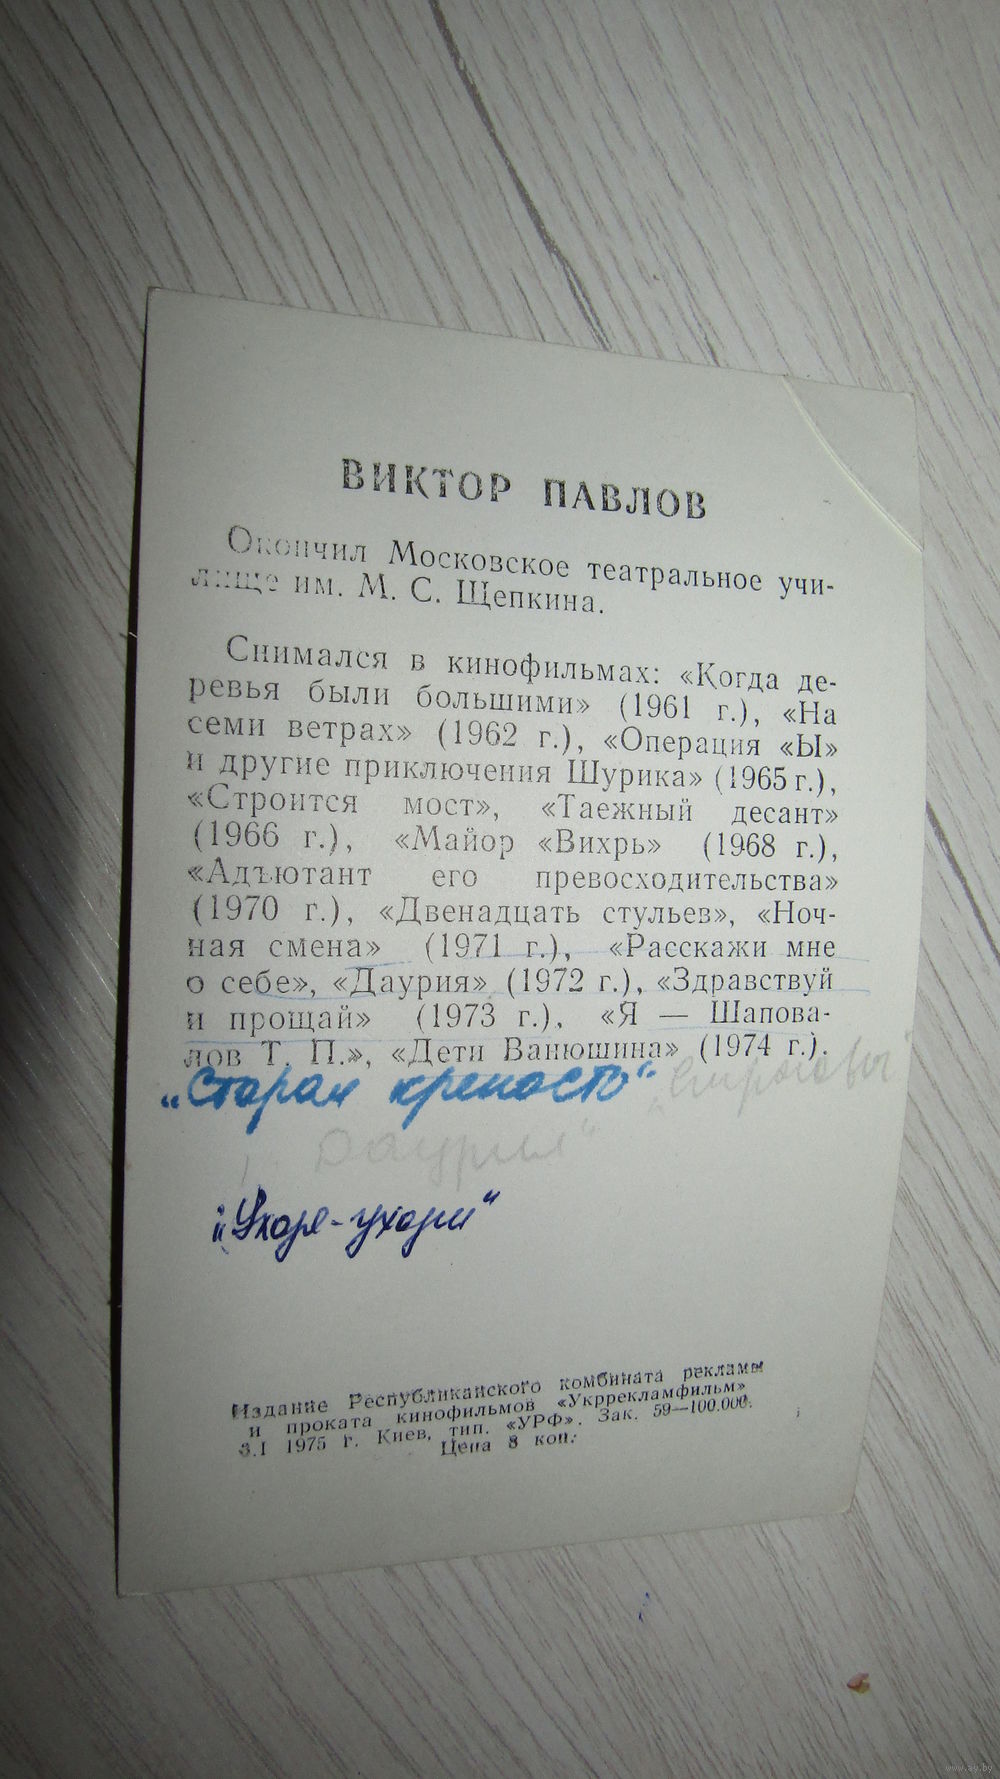 ВИКТОР ПАВЛОВ
Окончил Московское театральное учи-
лище им. М. С. Щепкина.
Снимался в кинофильмах: «Когда де-
ревья были большими» (1961 г.), «На
семи ветрах» (1962 г.), «Операция «Ы»
и другие приключения Шурика» (1965 г.),
«Строится мост», «Таежный десант»
(1966 г.), «Майор «Вихрь» (1968 г.),
«Адъютант его превосходительства»
(1970 г.), «Двенадцать стульев», «Ноч-
ная смена» (1971 г.), «Расскажи мне
о себе», «Даурия» (1972 г.), «Здравствуй
и прощай» (1973 г.), «Я — Шапова-
лов Т. П.», «Дети Ванюшина» (1974 г.).
„Старая крепость“
Даурия“
„Ухаря-ухари“
Издание Республиканского комбината рекламы
и проката кинофильмов «Укррекламфильм»
3.I 1975 г. Киев, тип. «УРФ». Зак. 59—100.000.
Цена 8 коп.
www.ay.by